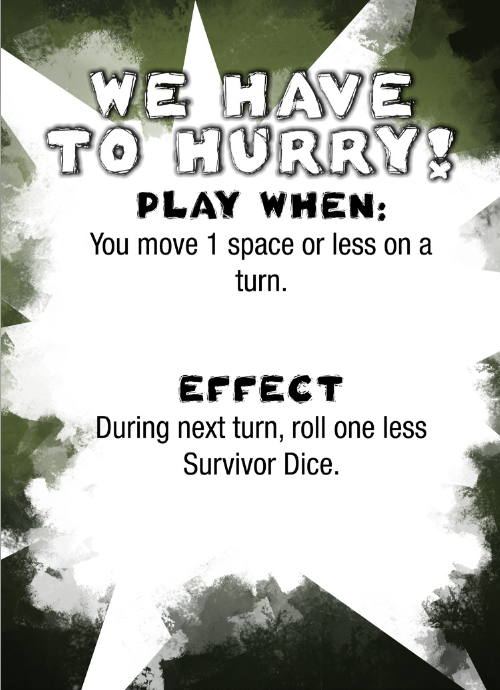 WE HAVE
TO HURRY!
PLAY WHEN:
You move 1 space or less on a
turn.
EFFECT
During next turn, roll one less
Survivor Dice.